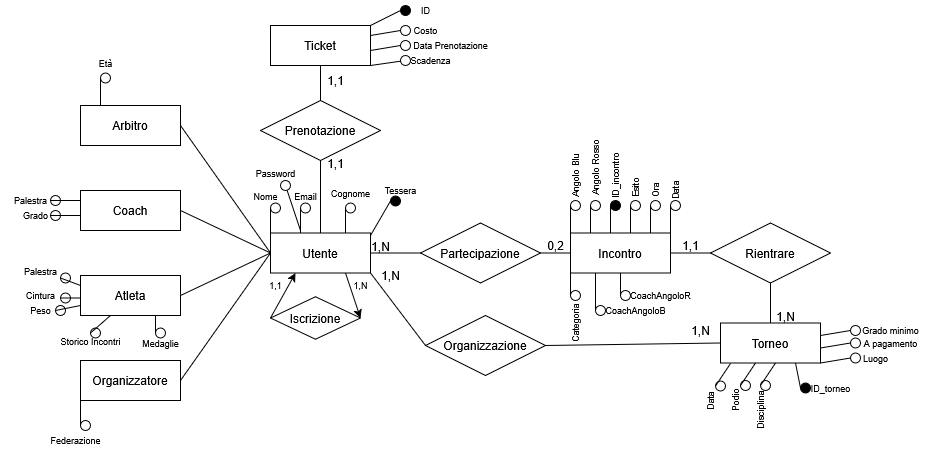 ID
Ticket
Costo
Data Prenotazione
Scadenza
1,1
Età
Arbitro
Prenotazione
1,1
Password
Nome
Email
Cognome
Tessera
Palestra
Grado
Coach
Angolo Blu
Angolo Rosso
ID_incontro
Esito
Ora
Data
Utente
1,N
Partecipazione
0,2
Incontro
1,1
Rientrare
Palestra
Cintura
Peso
Atleta
Storico Incontri
Medaglie
1,1
1,N
Iscrizione
1,N
Categoria
CoachAngoloB
CoachAngoloR
1,N
Organizzazione
1,N
Torneo
Grado minimo
A pagamento
Luogo
Data
Podio
Disciplina
ID_torneo
Organizzatore
Federazione